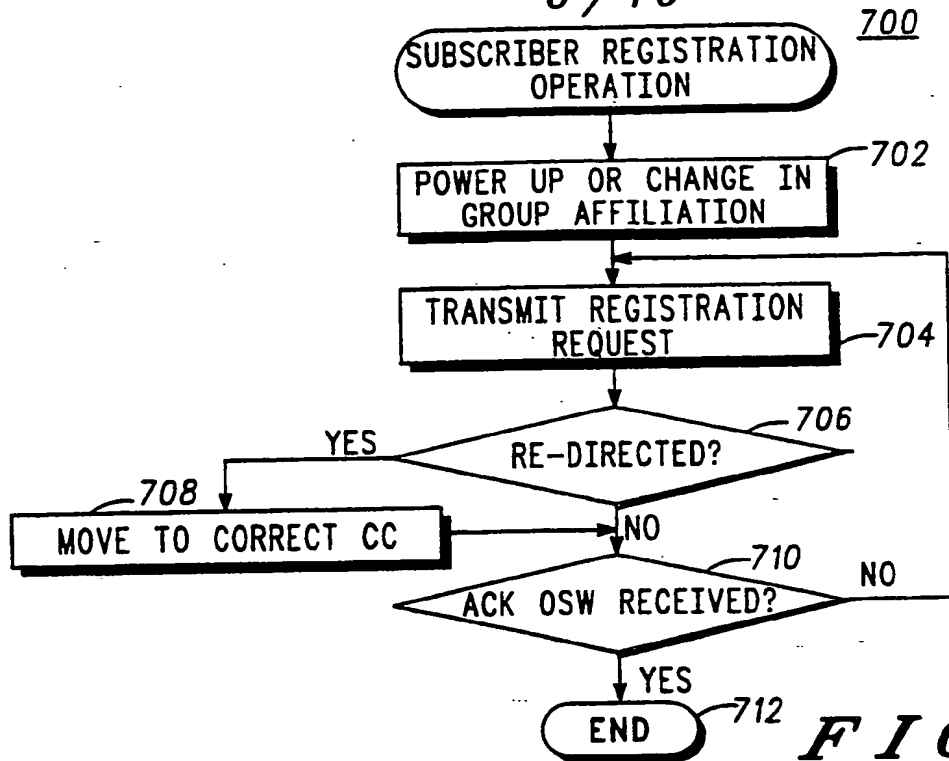 700
SUBSCRIBER REGISTRATION
OPERATION
702
POWER UP OR CHANGE IN
GROUP AFFILIATION
TRANSMIT REGISTRATION
REQUEST
704
706
YES
RE-DIRECTED?
708
MOVE TO CORRECT CC
NO
710
NO
ACK OSW RECEIVED?
YES
END
712